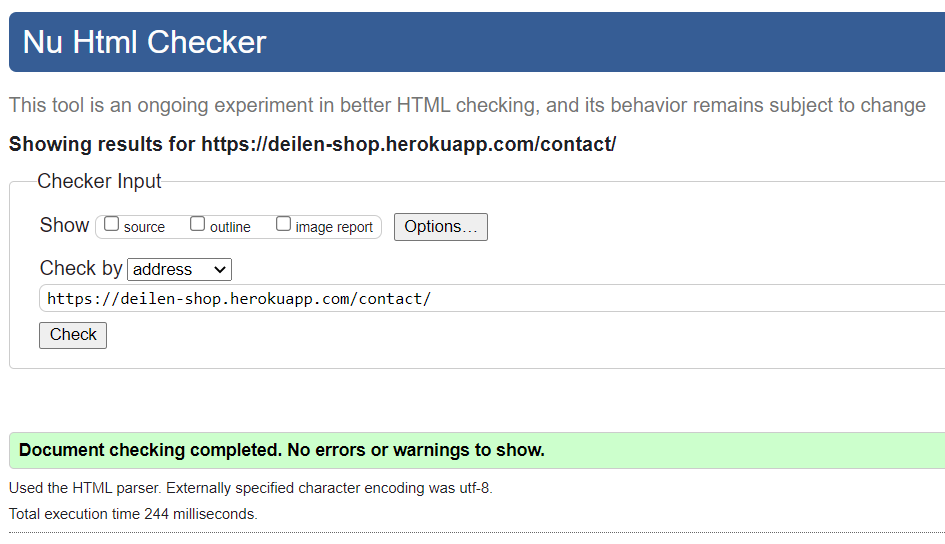 Nu Html Checker
This tool is an ongoing experiment in better HTML checking, and its behavior remains subject to change
Showing results for https://deilen-shop.herokuapp.com/contact/
Checker Input
Show source outline image report Options...
Check by address
https://deilen-shop.herokuapp.com/contact/
Check
Document checking completed. No errors or warnings to show.
Used the HTML parser. Externally specified character encoding was utf-8.
Total execution time 244 milliseconds.